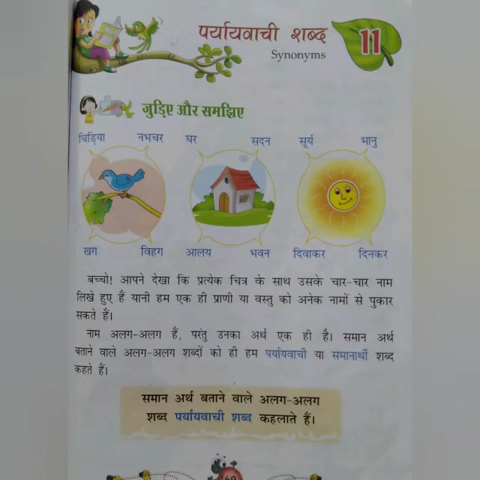 पर्यायवाची शब्द
Synonyms
11
जुड़िए और समझिए
चिड़िया नभचर घर सदन सूर्य भानु
खग विहग आलय भवन दिवाकर दिनकर
बच्चो! आपने देखा कि प्रत्येक चित्र के साथ उसके चार-चार नाम
लिखे हुए हैं यानी हम एक ही प्राणी या वस्तु को अनेक नामों से पुकार
सकते हैं।
नाम अलग-अलग हैं, परंतु उनका अर्थ एक ही है। समान अर्थ
बताने वाले अलग-अलग शब्दों को ही हम पर्यायवाची या समानार्थी शब्द
कहते हैं।
समान अर्थ बताने वाले अलग-अलग
शब्द पर्यायवाची शब्द कहलाते हैं।